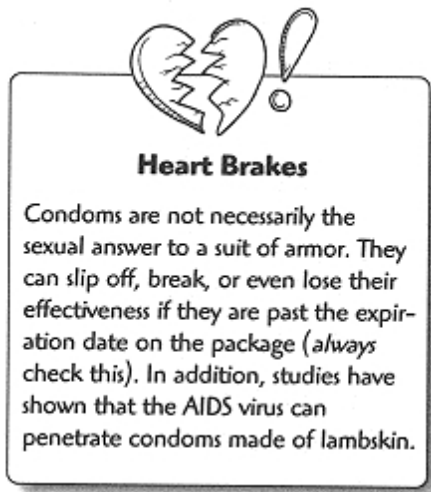 Heart Brakes
Condoms are not necessarily the
sexual answer to a suit of armor. They
can slip off, break, or even lose their
effectiveness if they are past the expir-
ation date on the package (always
check this). In addition, studies have
shown that the AIDS virus can
penetrate condoms made of lambskin.